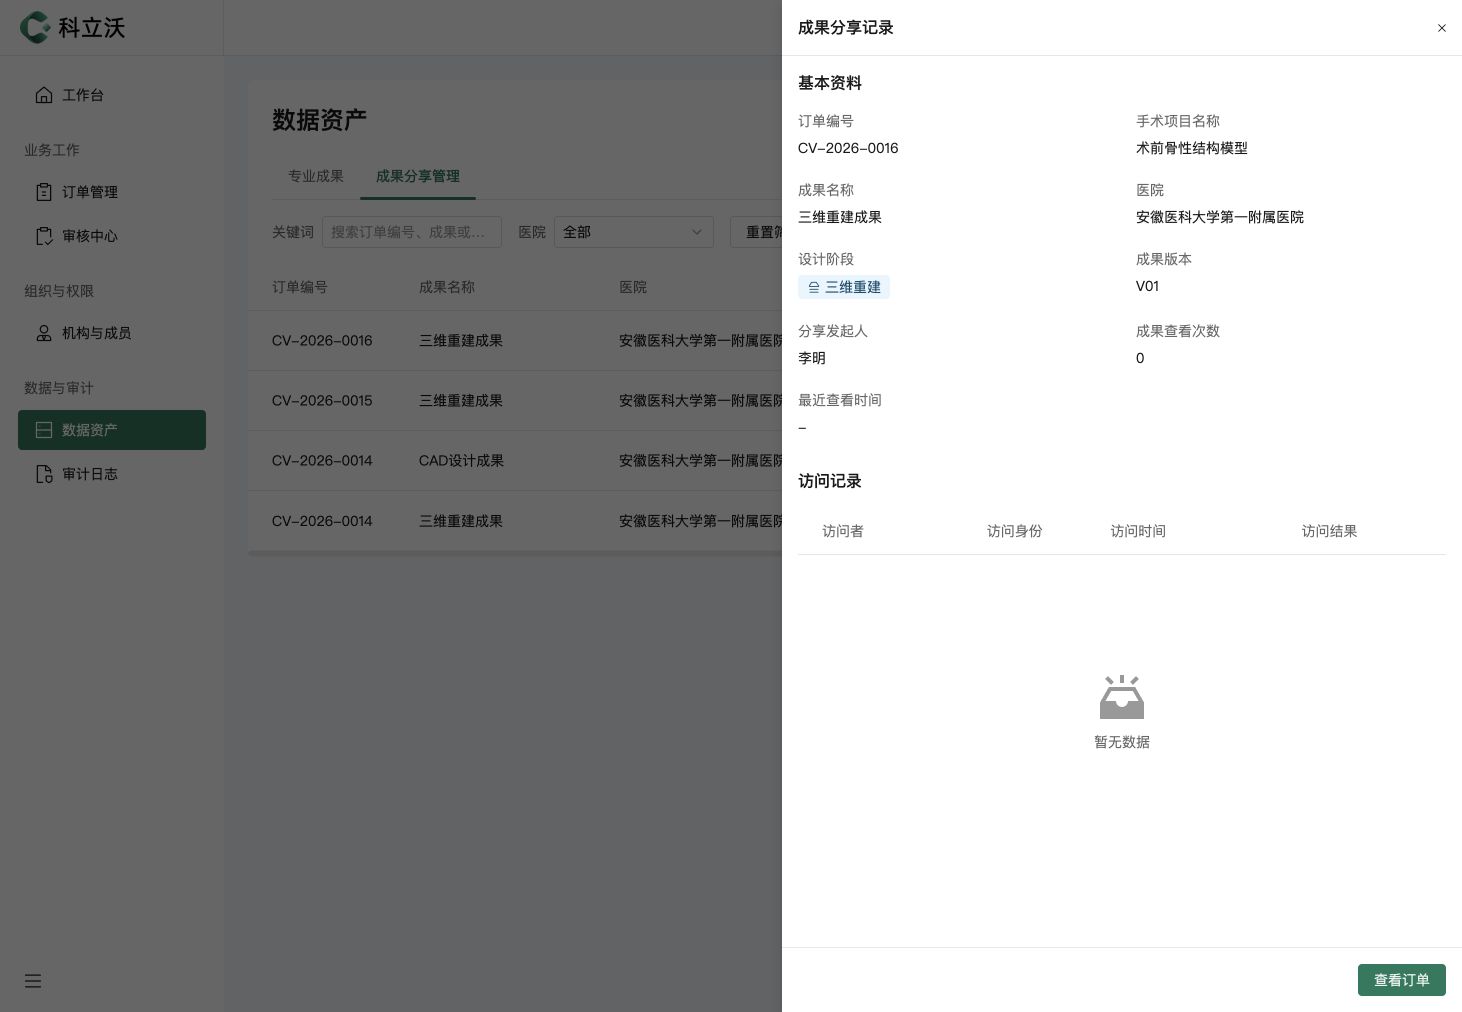 科立沃
工作台
业务工作
订单管理
审核中心
组织与权限
机构与成员
数据与审计
数据资产
审计日志
数据资产
专业成果 成果分享管理
关键词 搜索订单编号、成果或... 医院 全部 重置
订单编号 成果名称 医院
CV-2026-0016 三维重建成果 安徽医科大学第一附属医院
CV-2026-0015 三维重建成果 安徽医科大学第一附属医院
CV-2026-0014 CAD设计成果 安徽医科大学第一附属医院
CV-2026-0014 三维重建成果 安徽医科大学第一附属医院
成果分享记录
基本资料
订单编号 手术项目名称
CV-2026-0016 术前骨性结构模型
成果名称 医院
三维重建成果 安徽医科大学第一附属医院
设计阶段 成果版本
三维重建 V01
分享发起人 成果查看次数
李明 0
最近查看时间
-
访问记录
访问者 访问身份 访问时间 访问结果
暂无数据
查看订单